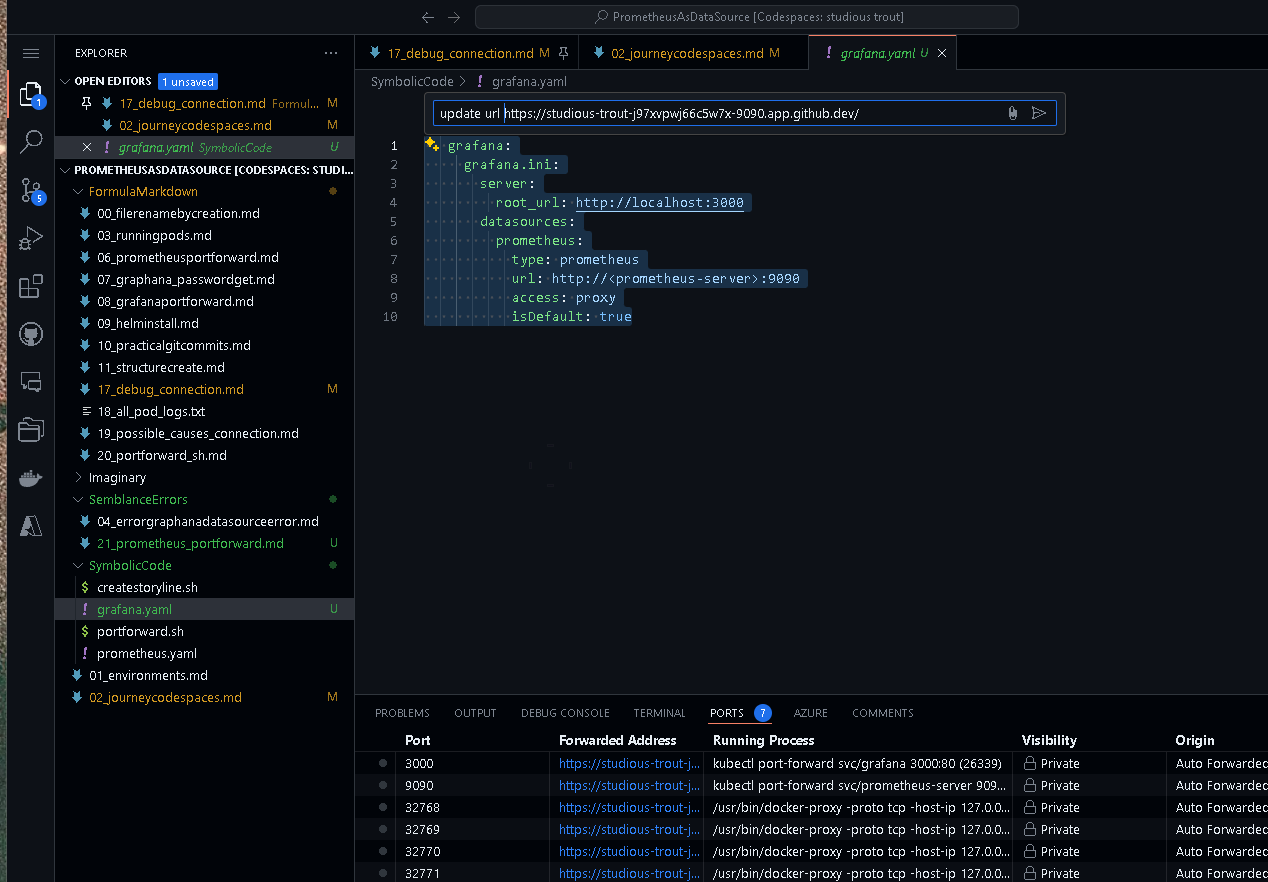 PrometheusAsDataSource [Codespaces: studious trout]
EXPLORER
OPEN EDITORS 1 unsaved
17_debug_connection.md Formul... M
02_journeycodespaces.md M
grafana.yaml SymbolicCode U
PROMETHEUSASDATASOURCE [CODESPACES: STUDI...
FormulaMarkdown
00_filerenamebycreation.md
03_runningpods.md
06_prometheusportforward.md
07_graphana_passwordget.md
08_grafanaportforward.md
09_helminstall.md
10_practicalgitcommits.md
11_structurecreate.md
17_debug_connection.md M
18_all_pod_logs.txt
19_possible_causes_connection.md
20_portforward_sh.md
Imaginary
SemblanceErrors
04_errorgraphanadatasourceerror.md
21_prometheus_portforward.md U
SymbolicCode
createstoryline.sh
grafana.yaml U
portforward.sh
prometheus.yaml
01_environments.md
02_journeycodespaces.md M
1
5
17_debug_connection.md M
02_journeycodespaces.md M
grafana.yaml U
SymbolicCode > grafana.yaml
update url https://studious-trout-j97xvpwj66c5w7x-9090.app.github.dev/
1 grafana:
2 grafana.ini:
3 server:
4 root_url: http://localhost:3000
5 datasources:
6 prometheus:
7 type: prometheus
8 url: http://<prometheus-server>:9090
9 access: proxy
10 isDefault: true
PROBLEMS OUTPUT DEBUG CONSOLE TERMINAL PORTS 7 AZURE COMMENTS
Port Forwarded Address Running Process Visibility Origin
3000 https://studious-trout-j... kubectl port-forward svc/grafana 3000:80 (26339) Private Auto Forwarded
9090 https://studious-trout-j... kubectl port-forward svc/prometheus-server 909... Private Auto Forwarded
32768 https://studious-trout-j... /usr/bin/docker-proxy -proto tcp -host-ip 127.0.0... Private Auto Forwarded
32769 https://studious-trout-j... /usr/bin/docker-proxy -proto tcp -host-ip 127.0.0... Private Auto Forwarded
32770 https://studious-trout-j... /usr/bin/docker-proxy -proto tcp -host-ip 127.0.0... Private Auto Forwarded
32771 https://studious-trout-j... /usr/bin/docker-proxy -proto tcp -host-ip 127.0.0... Private Auto Forwarded